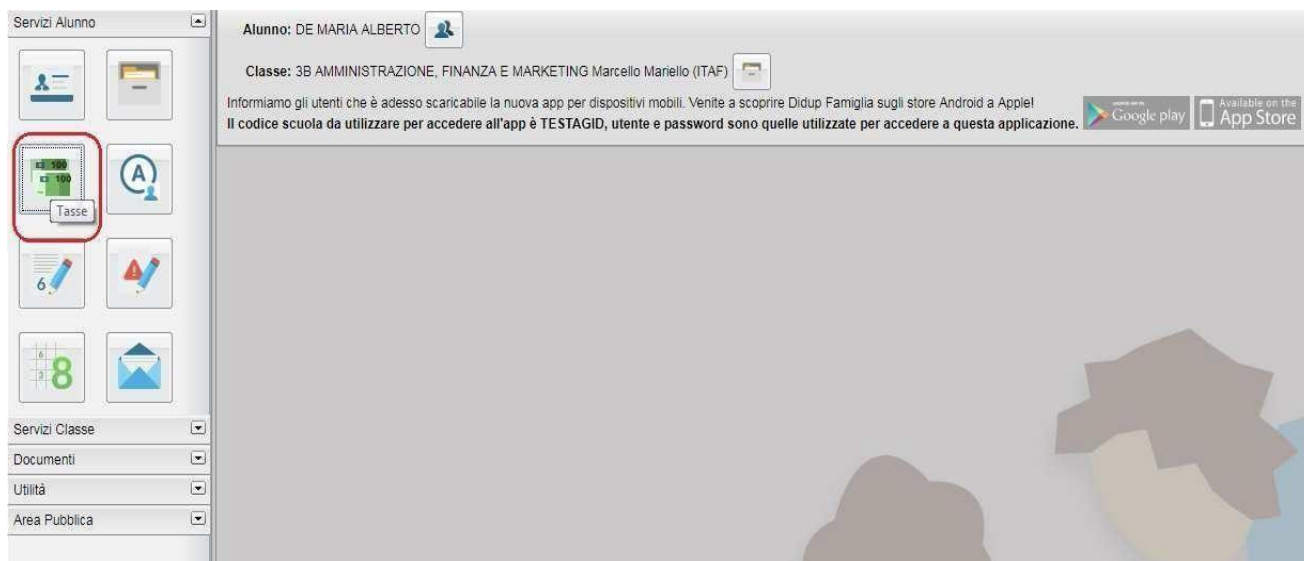 Servizi Alunno
Alunno: DE MARIA ALBERTO
Classe: 3B AMMINISTRAZIONE, FINANZA E MARKETING Marcello Mariello (ITAF)
Informiamo gli utenti che è adesso scaricabile la nuova app per dispositivi mobili. Venite a scoprire Didup Famiglia sugli store Android a Apple!
Il codice scuola da utilizzare per accedere all'app è TESTAGID, utente e password sono quelle utilizzate per accedere a questa applicazione.
Google play
Available on the
App Store
100
100
Tasse
A
6
6
3
8
Servizi Classe
Documenti
Utilità
Area Pubblica